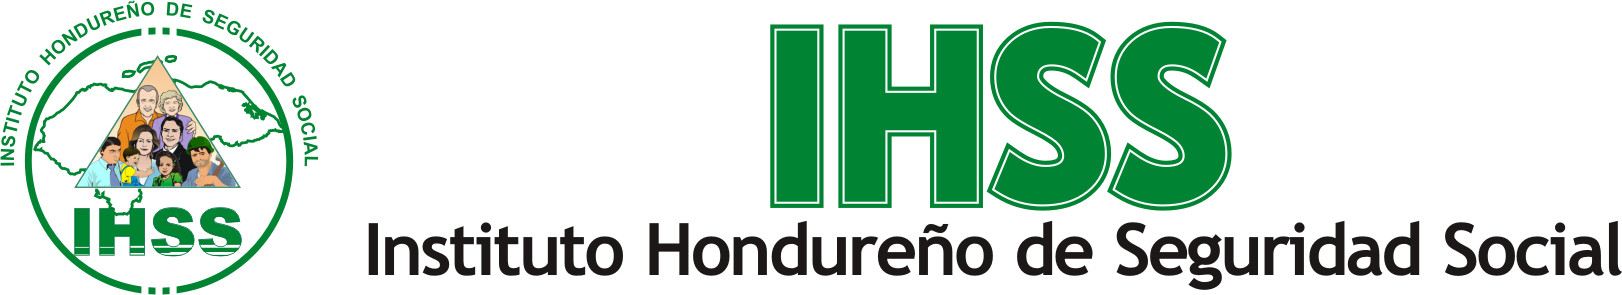 INSTITUTO HONDUREÑO DE SEGURIDAD SOCIAL
IHSS
IHSS
Instituto Hondureño de Seguridad Social